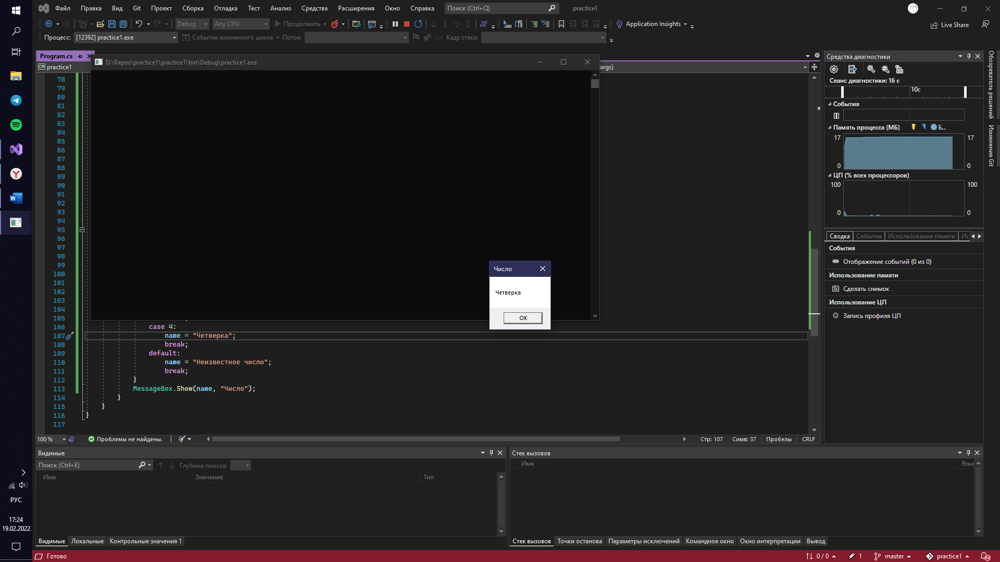 Файл Правка Вид Git Проект Сборка Отладка Тест Анализ Средства Расширения Окно Справка Поиск (Ctrl+Q) practice1
Debug Any CPU Продолжить Application Insights Live Share
Процесс: [12392] practice1.exe События жизненного цикла Поток: Кадр стека:
Program.cs
practice1
args)
D:\Repos\practice1\practice1\bin\Debug\practice1.exe
78
79
80
81
82
83
84
85
86
87
88
89
90
91
92
93
94
95
96
97
98
99
100
101
102
103
104
105
106 case 4:
107 name = "Четверка";
108 break;
109 default:
110 name = "Неизвестное число";
111 break;
112 }
113 MessageBox.Show(name, "Число");
114 }
115 }
116 }
117
Число
Четверка
ОК
100 % Проблемы не найдены. Стр: 107 Симв: 37 Пробелы CRLF
Средства диагностики
Сеанс диагностики: 16 с
10с
События
Память процесса (МБ) Б...
17 17
0 0
ЦП (% всех процессоров)
100 100
0 0
Сводка События Использование памяти Ис
События
Отображение событий (0 из 0)
Использование памяти
Сделать снимок
Использование ЦП
Запись профиля ЦП
Обозреватель решений
Изменения Git
Видимые
Поиск (Ctrl+E) Глубина поиска:
Имя Значение Тип
Видимые Локальные Контрольные значения 1
Стек вызовов
Имя Язык
Стек вызовов Точки останова Параметры исключений Командное окно Окно интерпретации Вывод
РУС
17:24
19.02.2022
Готово 0 / 0 1 master practice1 2